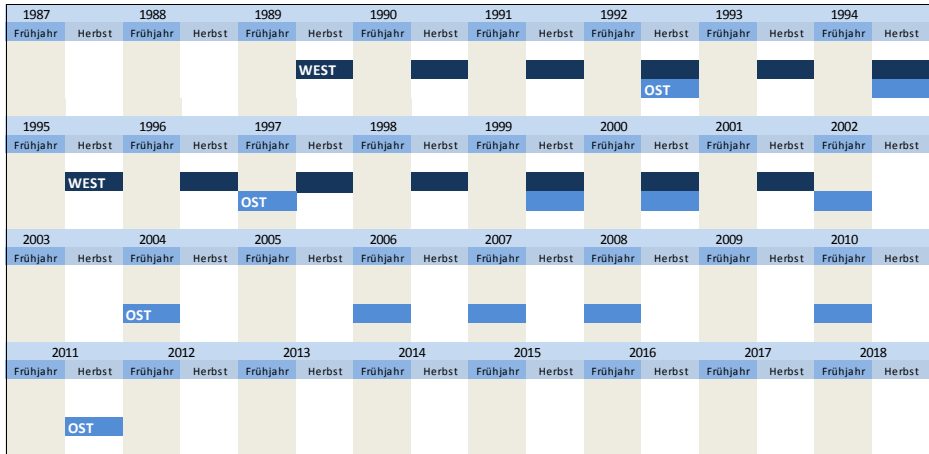 1987 1988 1989 1990 1991 1992 1993 1994
Frühjahr Herbst Frühjahr Herbst Frühjahr Herbst Frühjahr Herbst Frühjahr Herbst Frühjahr Herbst Frühjahr Herbst Frühjahr Herbst
WEST
OST
1995 1996 1997 1998 1999 2000 2001 2002
Frühjahr Herbst Frühjahr Herbst Frühjahr Herbst Frühjahr Herbst Frühjahr Herbst Frühjahr Herbst Frühjahr Herbst Frühjahr Herbst
WEST
OST
2003 2004 2005 2006 2007 2008 2009 2010
Frühjahr Herbst Frühjahr Herbst Frühjahr Herbst Frühjahr Herbst Frühjahr Herbst Frühjahr Herbst Frühjahr Herbst Frühjahr Herbst
OST
2011 2012 2013 2014 2015 2016 2017 2018
Frühjahr Herbst Frühjahr Herbst Frühjahr Herbst Frühjahr Herbst Frühjahr Herbst Frühjahr Herbst Frühjahr Herbst Frühjahr Herbst
OST